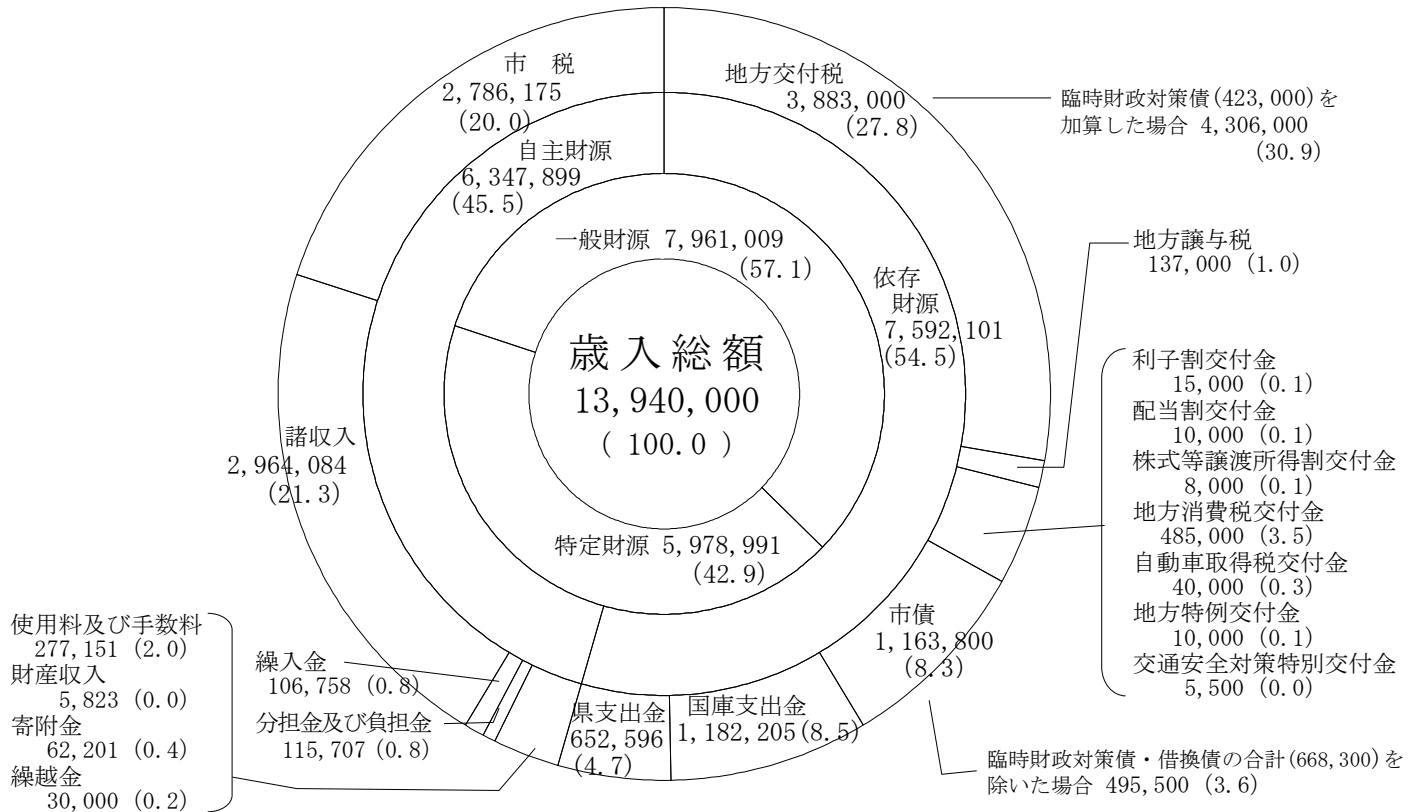 市　税
2,786,175
(20.0)
地方交付税
3,883,000
(27.8)
臨時財政対策債(423,000)を
加算した場合 4,306,000
(30.9)
自主財源
6,347,899
(45.5)
一般財源 7,961,009
(57.1)
依存
財源
7,592,101
(54.5)
地方譲与税
137,000 (1.0)
歳入総額
13,940,000
( 100.0 )
利子割交付金
15,000 (0.1)
配当割交付金
10,000 (0.1)
株式等譲渡所得割交付金
8,000 (0.1)
地方消費税交付金
485,000 (3.5)
自動車取得税交付金
40,000 (0.3)
地方特例交付金
10,000 (0.1)
交通安全対策特別交付金
5,500 (0.0)
諸収入
2,964,084
(21.3)
特定財源 5,978,991
(42.9)
市債
1,163,800
(8.3)
使用料及び手数料
277,151 (2.0)
財産収入
5,823 (0.0)
寄附金
62,201 (0.4)
繰越金
30,000 (0.2)
繰入金
106,758 (0.8)
分担金及び負担金
115,707 (0.8)
県支出金
652,596
(4.7)
国庫支出金
1,182,205(8.5)
臨時財政対策債・借換債の合計(668,300)を
除いた場合 495,500 (3.6)